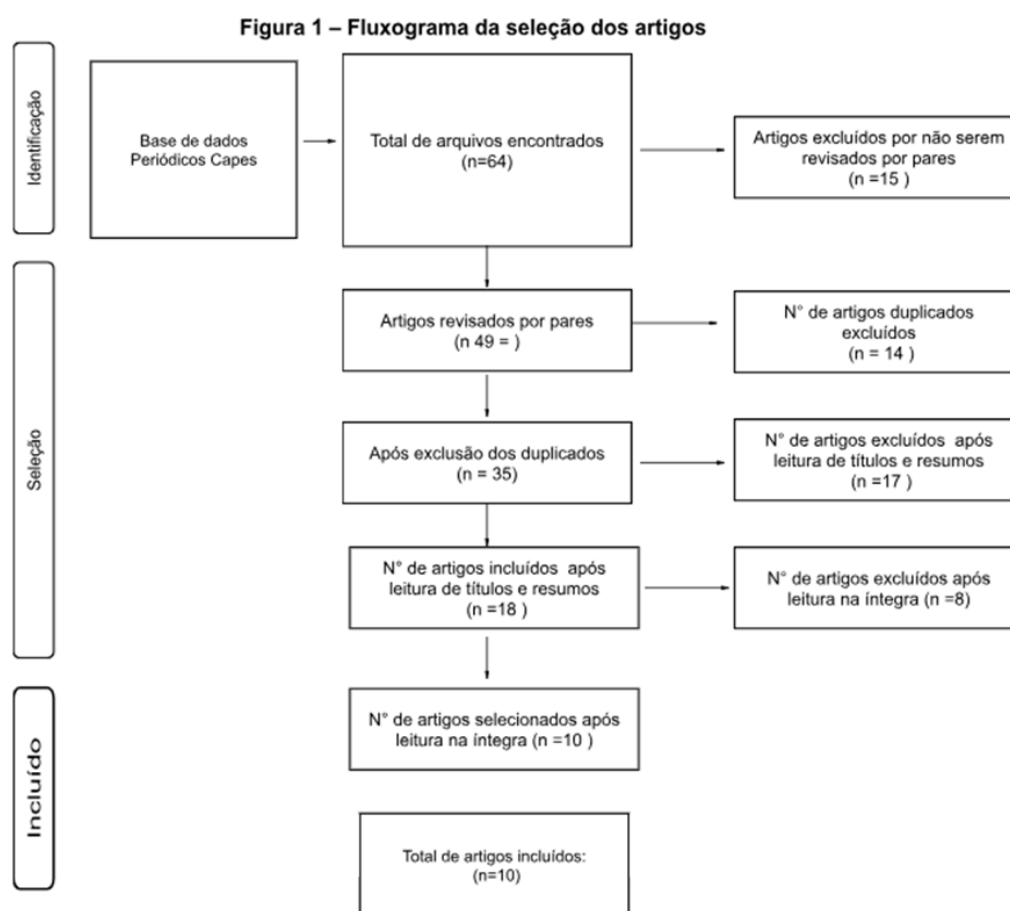 Figura 1 – Fluxograma da seleção dos artigos
Identificação
Base de dados
Periódicos Capes
Total de arquivos encontrados
(n=64)
Artigos excluídos por não serem
revisados por pares
(n =15 )
Seleção
Artigos revisados por pares
(n 49 = )
N° de artigos duplicados
excluídos
(n = 14 )
Após exclusão dos duplicados
(n = 35)
N° de artigos excluídos após
leitura de títulos e resumos
(n =17 )
N° de artigos incluídos após
leitura de títulos e resumos
(n =18 )
N° de artigos excluídos após
leitura na íntegra (n =8)
Incluído
N° de artigos selecionados após
leitura na íntegra (n =10 )
Total de artigos incluídos:
(n=10)